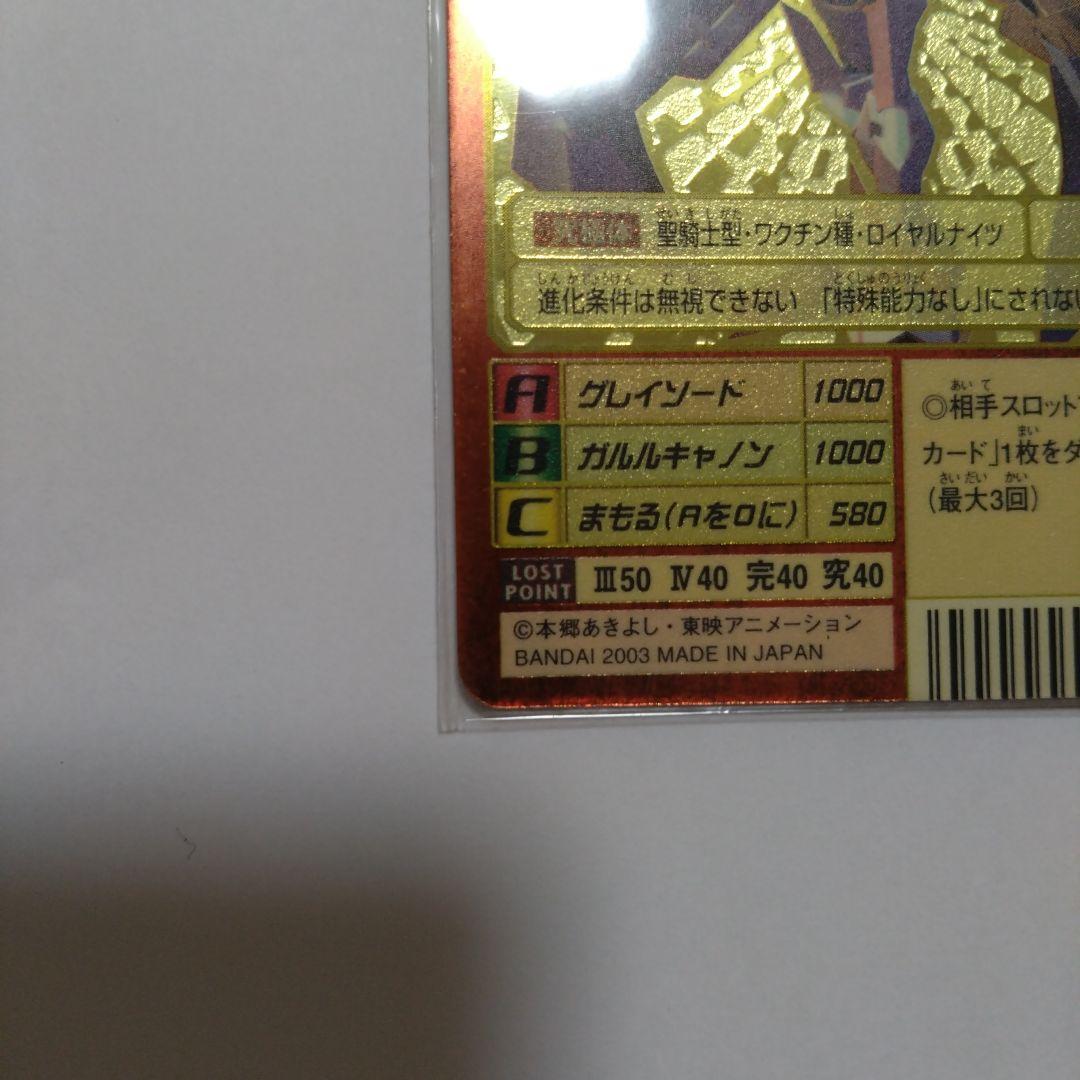 究極体 聖騎士型・ワクチン種・ロイヤルナイツ
進化条件は無視できない 「特殊能力なし」にされない
A グレイソード 1000
B ガルルキャノン 1000
C まもる(Aを0に) 580
◎相手スロット
カード」1枚を
(最大3回)
LOST POINT Ⅲ50 Ⅳ40 完40 究40
©本郷あきよし・東映アニメーション
BANDAI 2003 MADE IN JAPAN